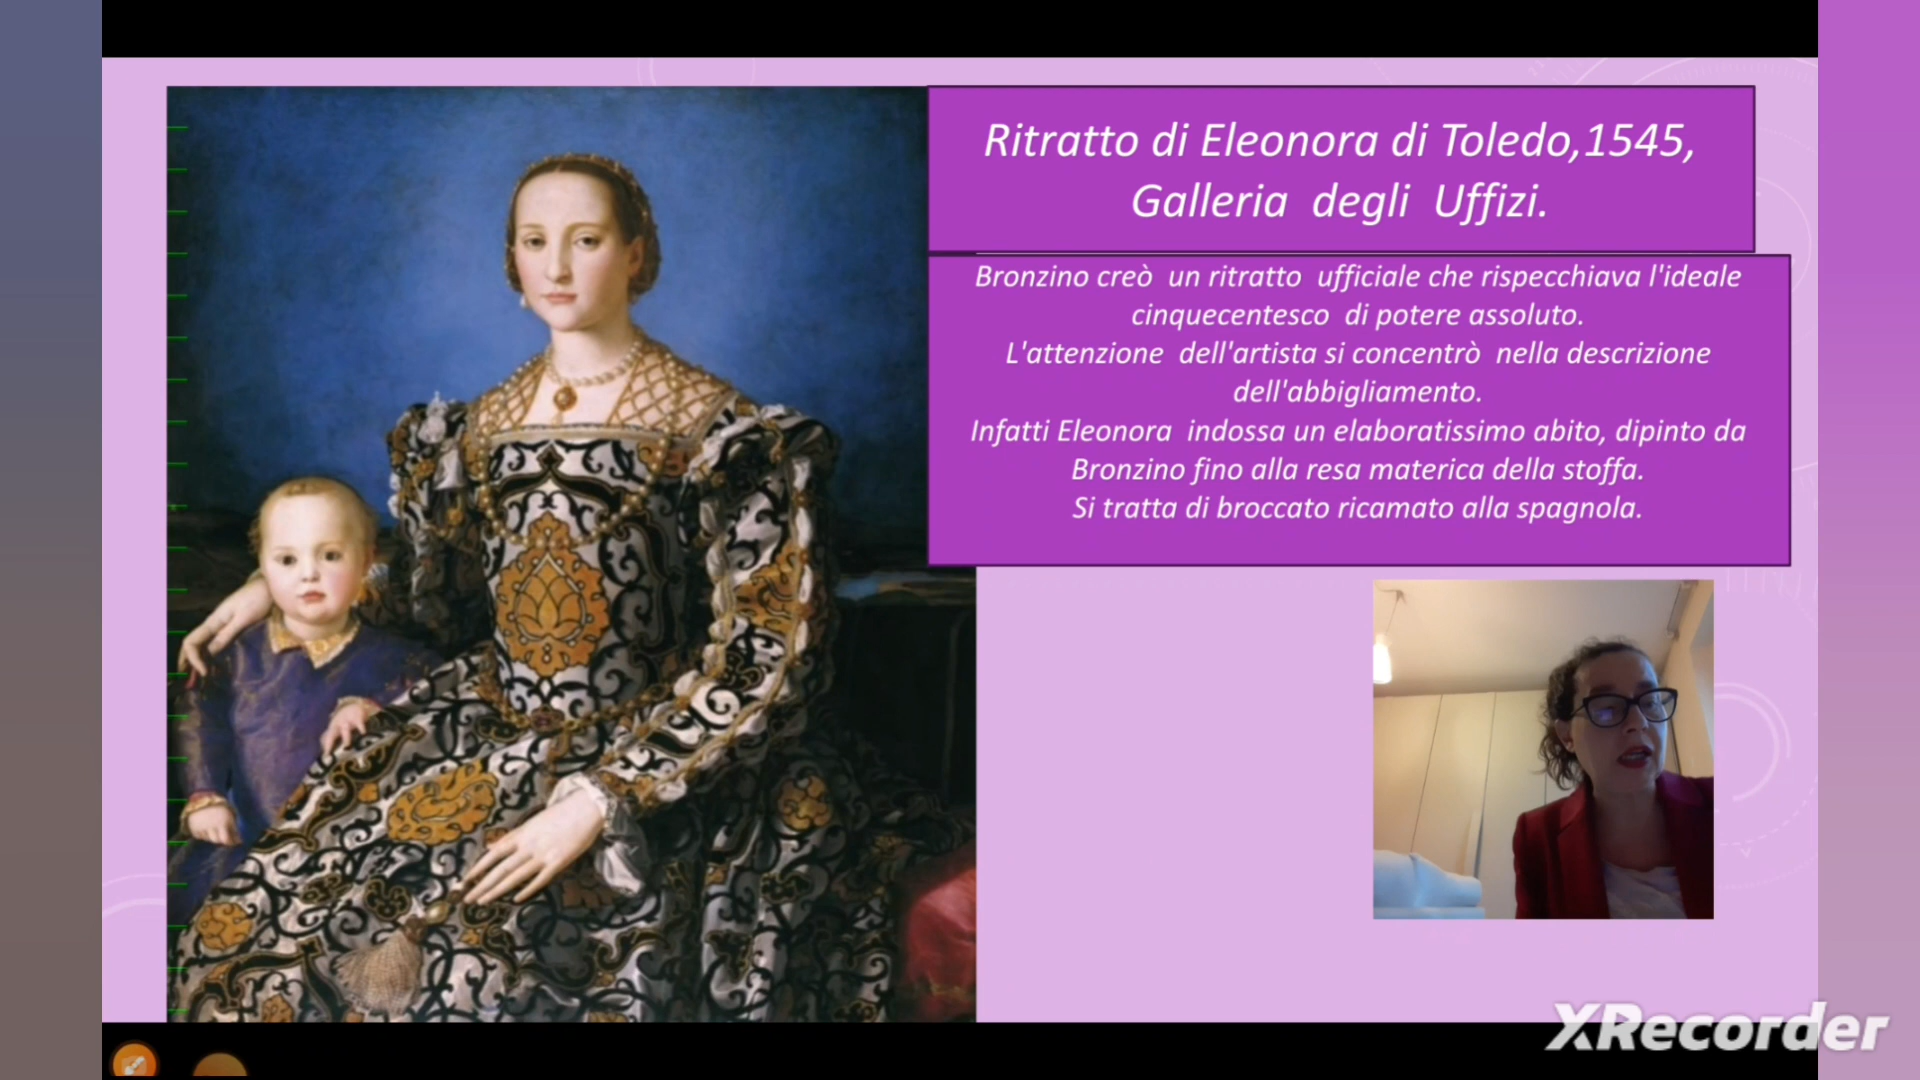 Ritratto di Eleonora di Toledo,1545,
Galleria degli Uffizi.
Bronzino creò un ritratto ufficiale che rispecchiava l'ideale
cinquecentesco di potere assoluto.
L'attenzione dell'artista si concentrò nella descrizione
dell'abbigliamento.
Infatti Eleonora indossa un elaboratissimo abito, dipinto da
Bronzino fino alla resa materica della stoffa.
Si tratta di broccato ricamato alla spagnola.
XRecorder